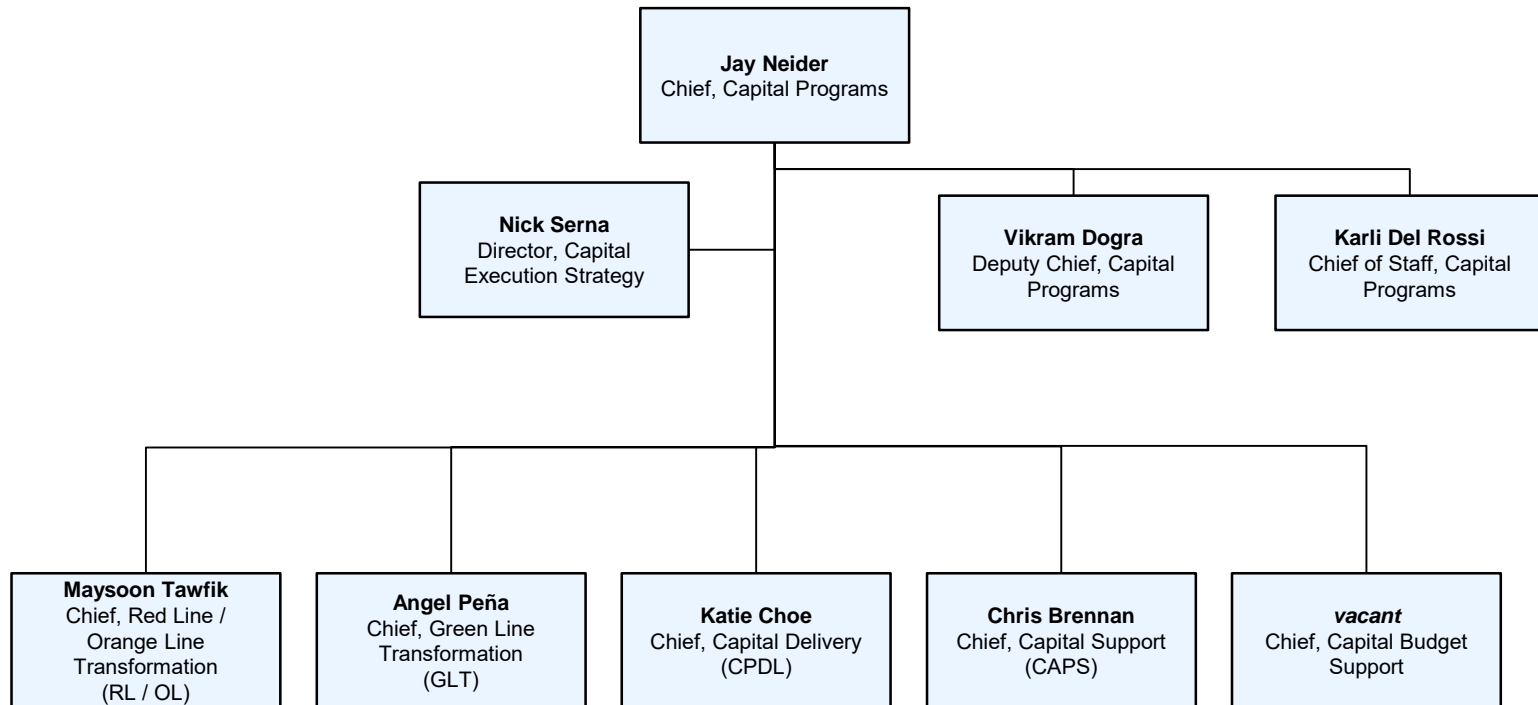 Jay Neider
Chief, Capital Programs
Nick Serna
Director, Capital
Execution Strategy
Vikram Dogra
Deputy Chief, Capital
Programs
Karli Del Rossi
Chief of Staff, Capital
Programs
Maysoon Tawfik
Chief, Red Line /
Orange Line
Transformation
(RL / OL)
Angel Peña
Chief, Green Line
Transformation
(GLT)
Katie Choe
Chief, Capital Delivery
(CPDL)
Chris Brennan
Chief, Capital Support
(CAPS)
vacant
Chief, Capital Budget
Support